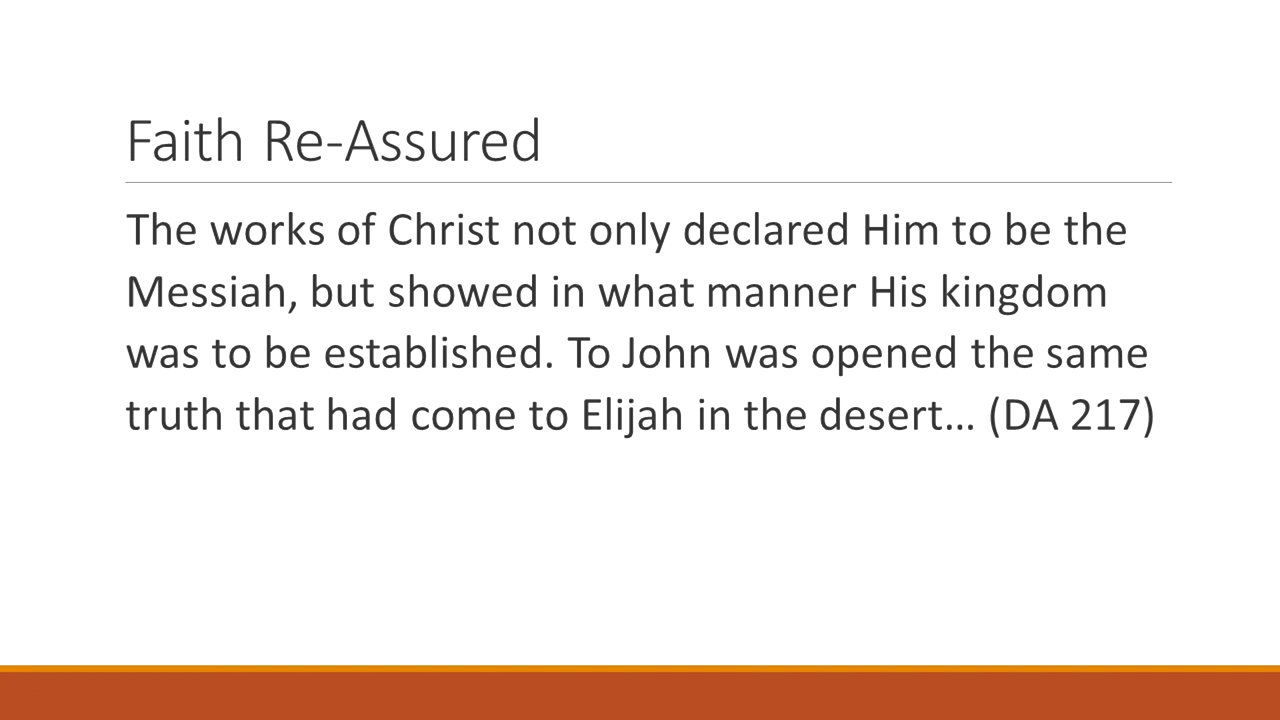 Faith Re-Assured
The works of Christ not only declared Him to be the
Messiah, but showed in what manner His kingdom
was to be established. To John was opened the same
truth that had come to Elijah in the desert… (DA 217)